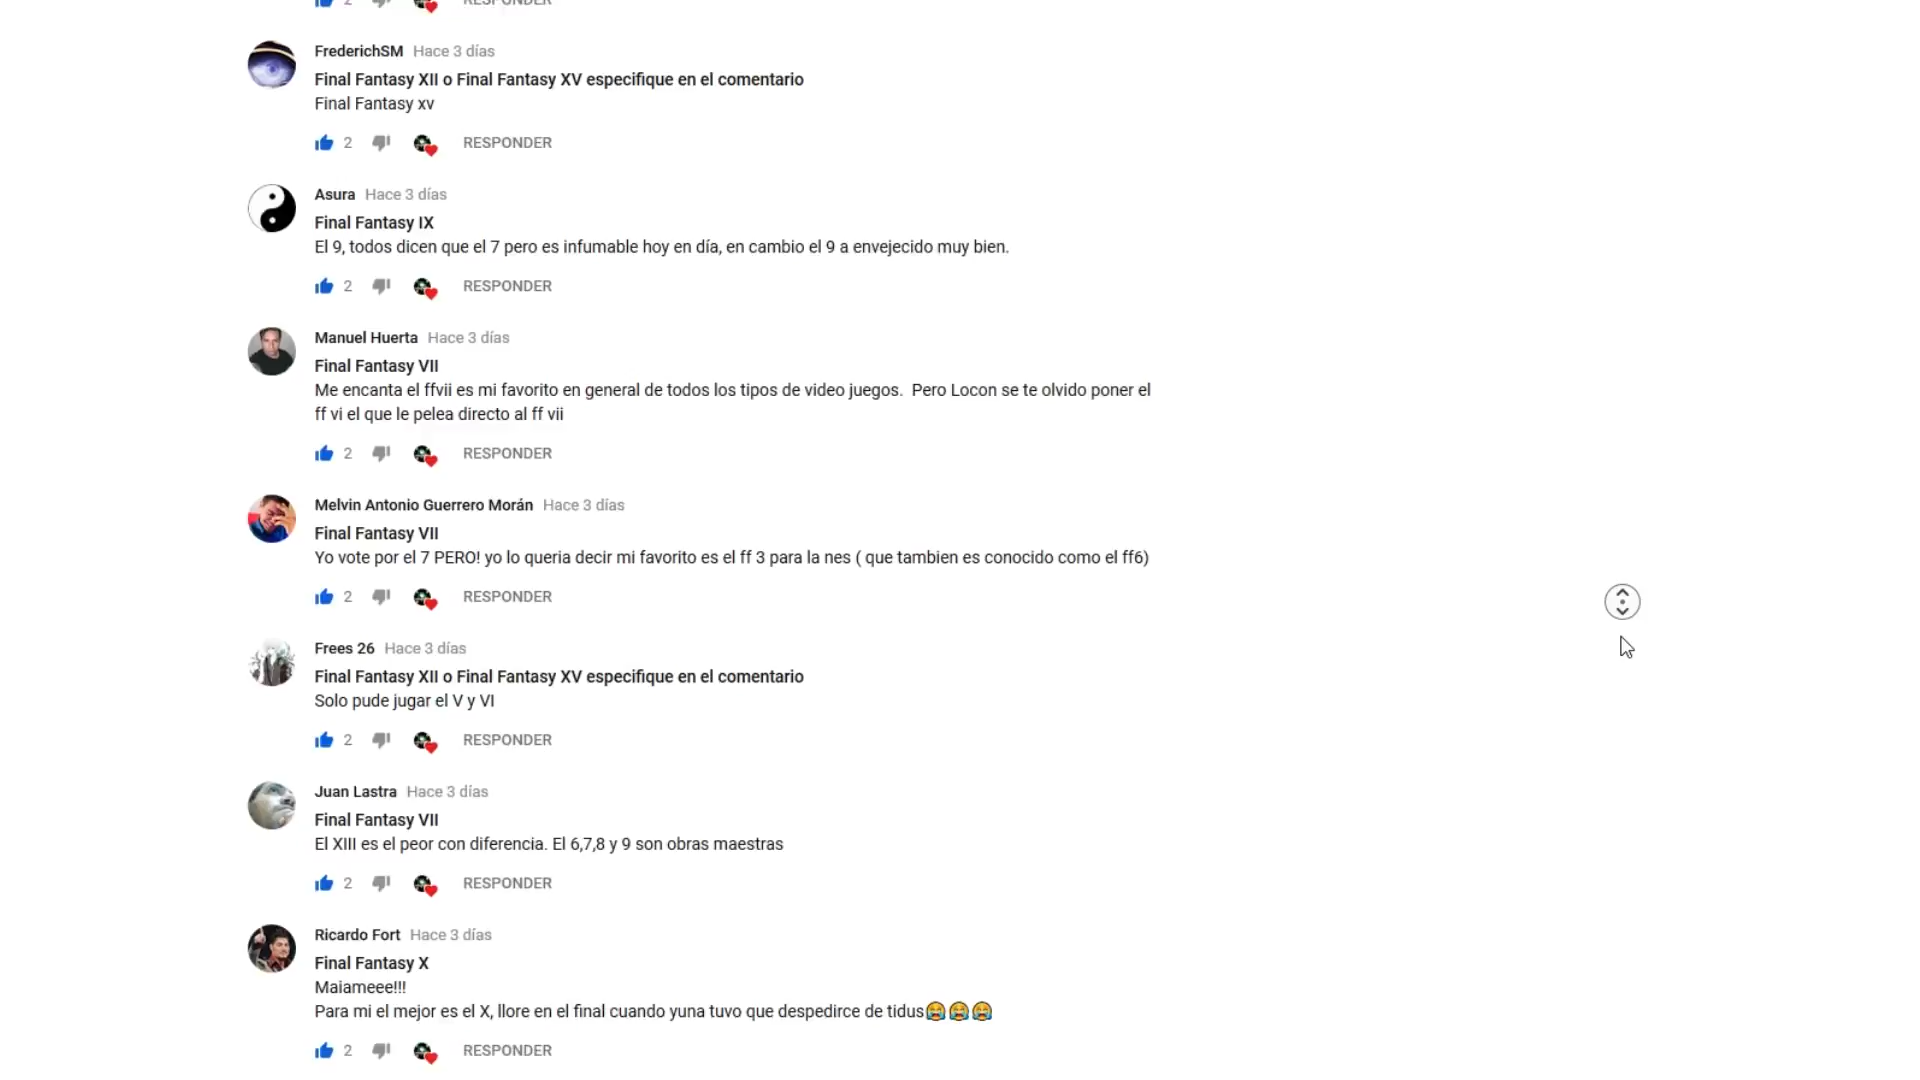 2 RESPONDER
FrederichSM Hace 3 días
Final Fantasy XII o Final Fantasy XV especifique en el comentario
Final Fantasy xv
2 RESPONDER
Asura Hace 3 días
Final Fantasy IX
El 9, todos dicen que el 7 pero es infumable hoy en día, en cambio el 9 a envejecido muy bien.
2 RESPONDER
Manuel Huerta Hace 3 días
Final Fantasy VII
Me encanta el ffvii es mi favorito en general de todos los tipos de video juegos.  Pero Locon se te olvido poner el
ff vi el que le pelea directo al ff vii
2 RESPONDER
Melvin Antonio Guerrero Morán Hace 3 días
Final Fantasy VII
Yo vote por el 7 PERO! yo lo queria decir mi favorito es el ff 3 para la nes ( que tambien es conocido como el ff6)
2 RESPONDER
Frees 26 Hace 3 días
Final Fantasy XII o Final Fantasy XV especifique en el comentario
Solo pude jugar el V y VI
2 RESPONDER
Juan Lastra Hace 3 días
Final Fantasy VII
El XIII es el peor con diferencia. El 6,7,8 y 9 son obras maestras
2 RESPONDER
Ricardo Fort Hace 3 días
Final Fantasy X
Maiameee!!!
Para mi el mejor es el X, llore en el final cuando yuna tuvo que despedirce de tidus😭😭😭
2 RESPONDER